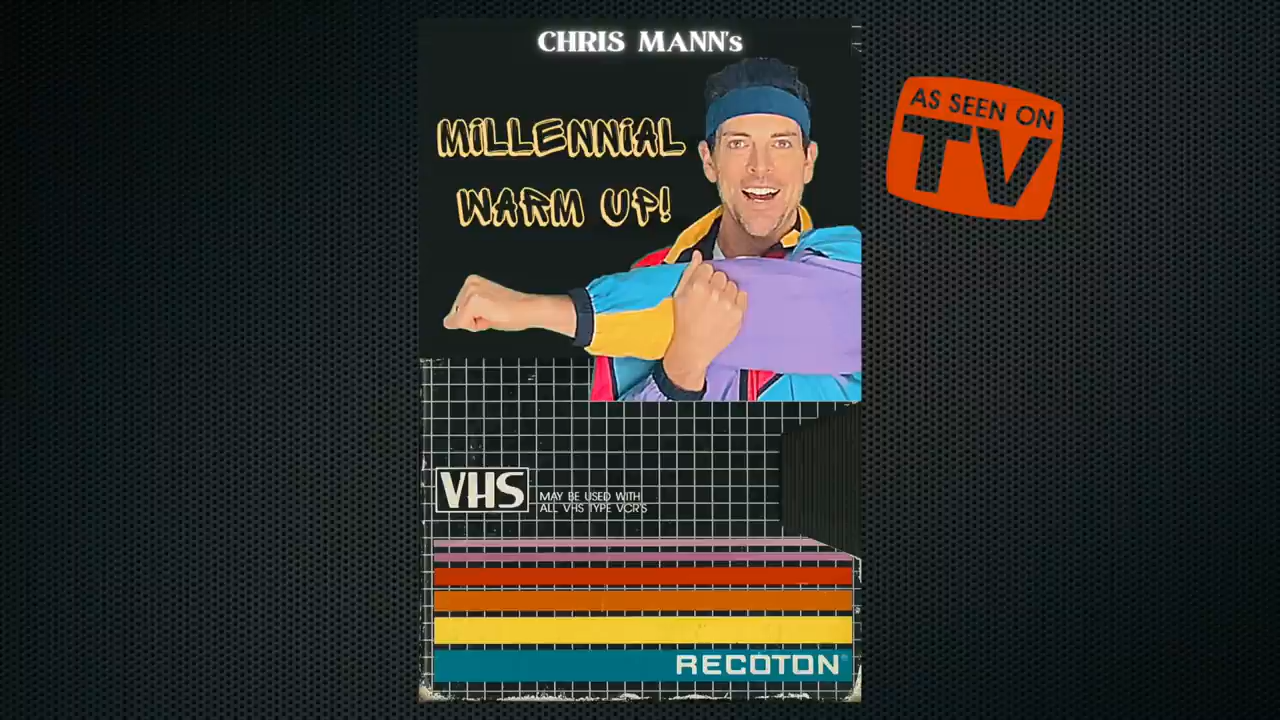 CHRIS MANN's
MiLLENNiAL
WARM UP!
AS SEEN ON
TV
VHS
MAY BE USED WITH
ALL VHS TYPE VCR'S
RECOTON®